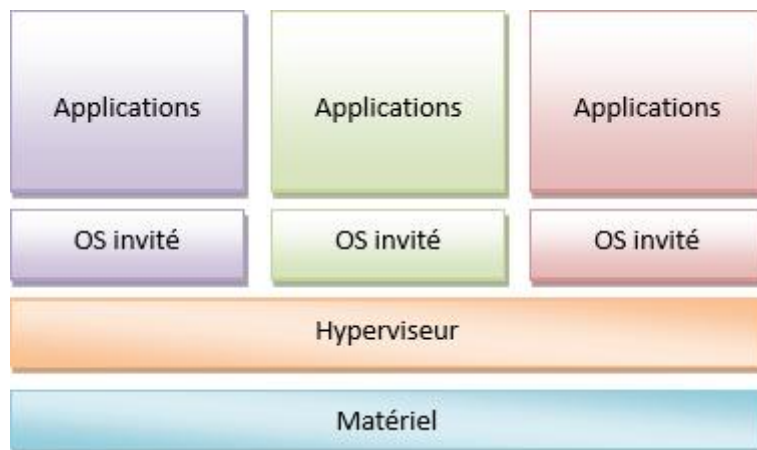 Applications
Applications
Applications
OS invité
OS invité
OS invité
Hyperviseur
Matériel